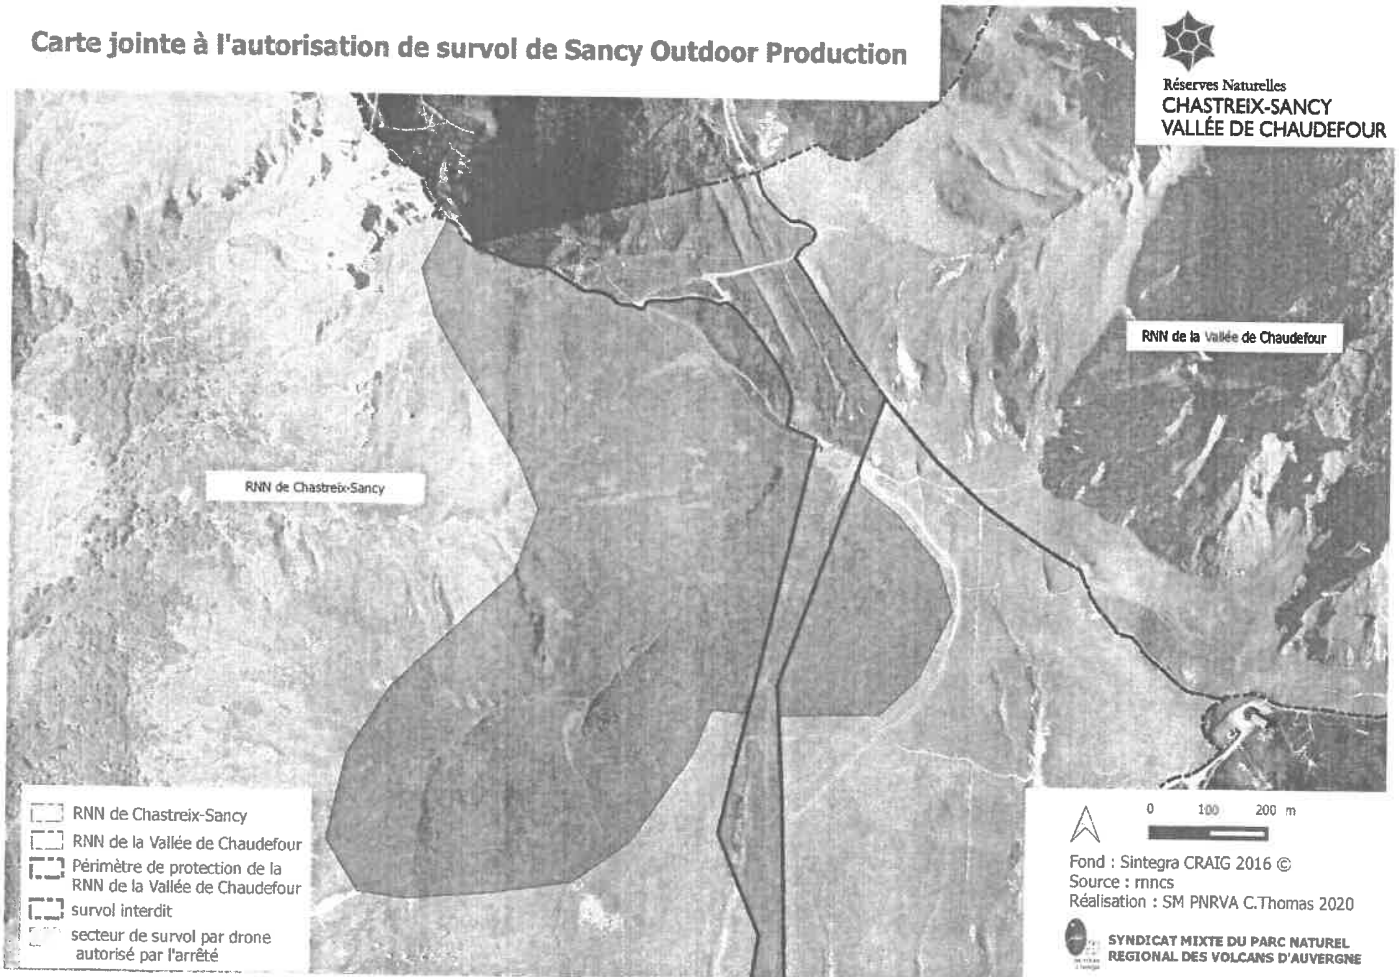 Carte jointe à l'autorisation de survol de Sancy Outdoor Production
Réserves Naturelles
CHASTREIX-SANCY
VALLÉE DE CHAUDEFOUR
RNN de la Vallée de Chaudefour
RNN de Chastreix-Sancy
RNN de Chastreix-Sancy
RNN de la Vallée de Chaudefour
Périmètre de protection de la
RNN de la Vallée de Chaudefour
survol interdit
secteur de survol par drone
autorisé par l'arrêté
0 100 200 m
Fond : Sintegra CRAIG 2016 ©
Source : rnncs
Réalisation : SM PNRVA C.Thomas 2020
SYNDICAT MIXTE DU PARC NATUREL
REGIONAL DES VOLCANS D'AUVERGNE